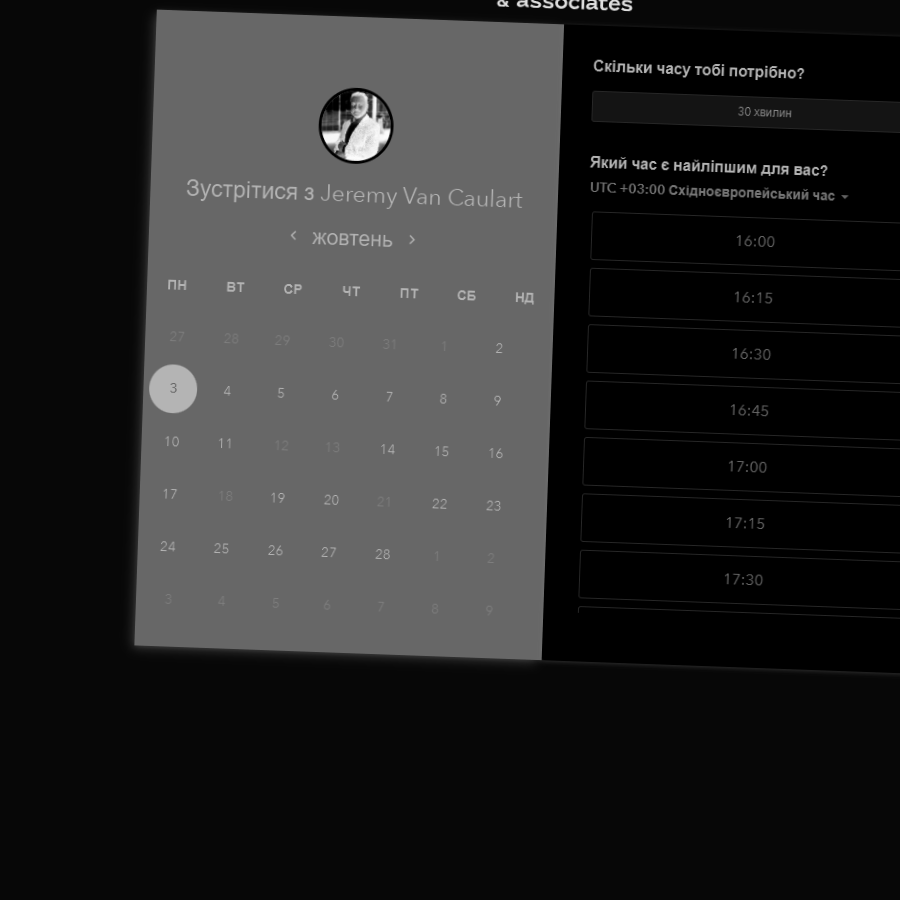 & associates
Зустрітися з Jeremy Van Caulart
жовтень
ПН ВТ СР ЧТ ПТ СБ НД
27 28 29 30 31 1 2
3 4 5 6 7 8 9
10 11 12 13 14 15 16
17 18 19 20 21 22 23
24 25 26 27 28 1 2
3 4 5 6 7 8 9
Скільки часу тобі потрібно?
30 хвилин
Який час є найліпшим для вас?
UTC +03:00 Східноєвропейський час
16:00
16:15
16:30
16:45
17:00
17:15
17:30